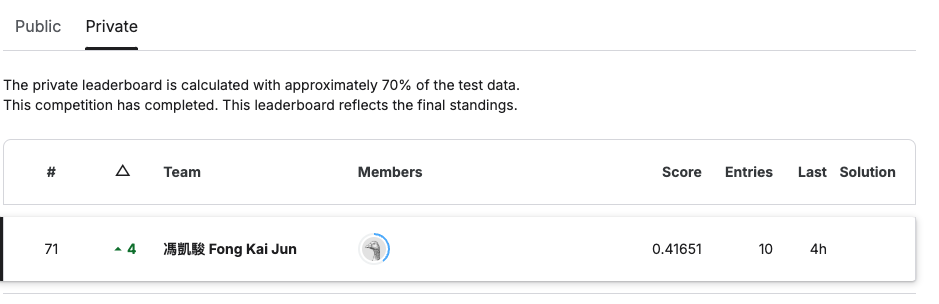 Public Private
The private leaderboard is calculated with approximately 70% of the test data.
This competition has completed. This leaderboard reflects the final standings.
# △ Team Members Score Entries Last Solution
71 ▲ 4 馮凱駿 Fong Kai Jun 0.41651 10 4h